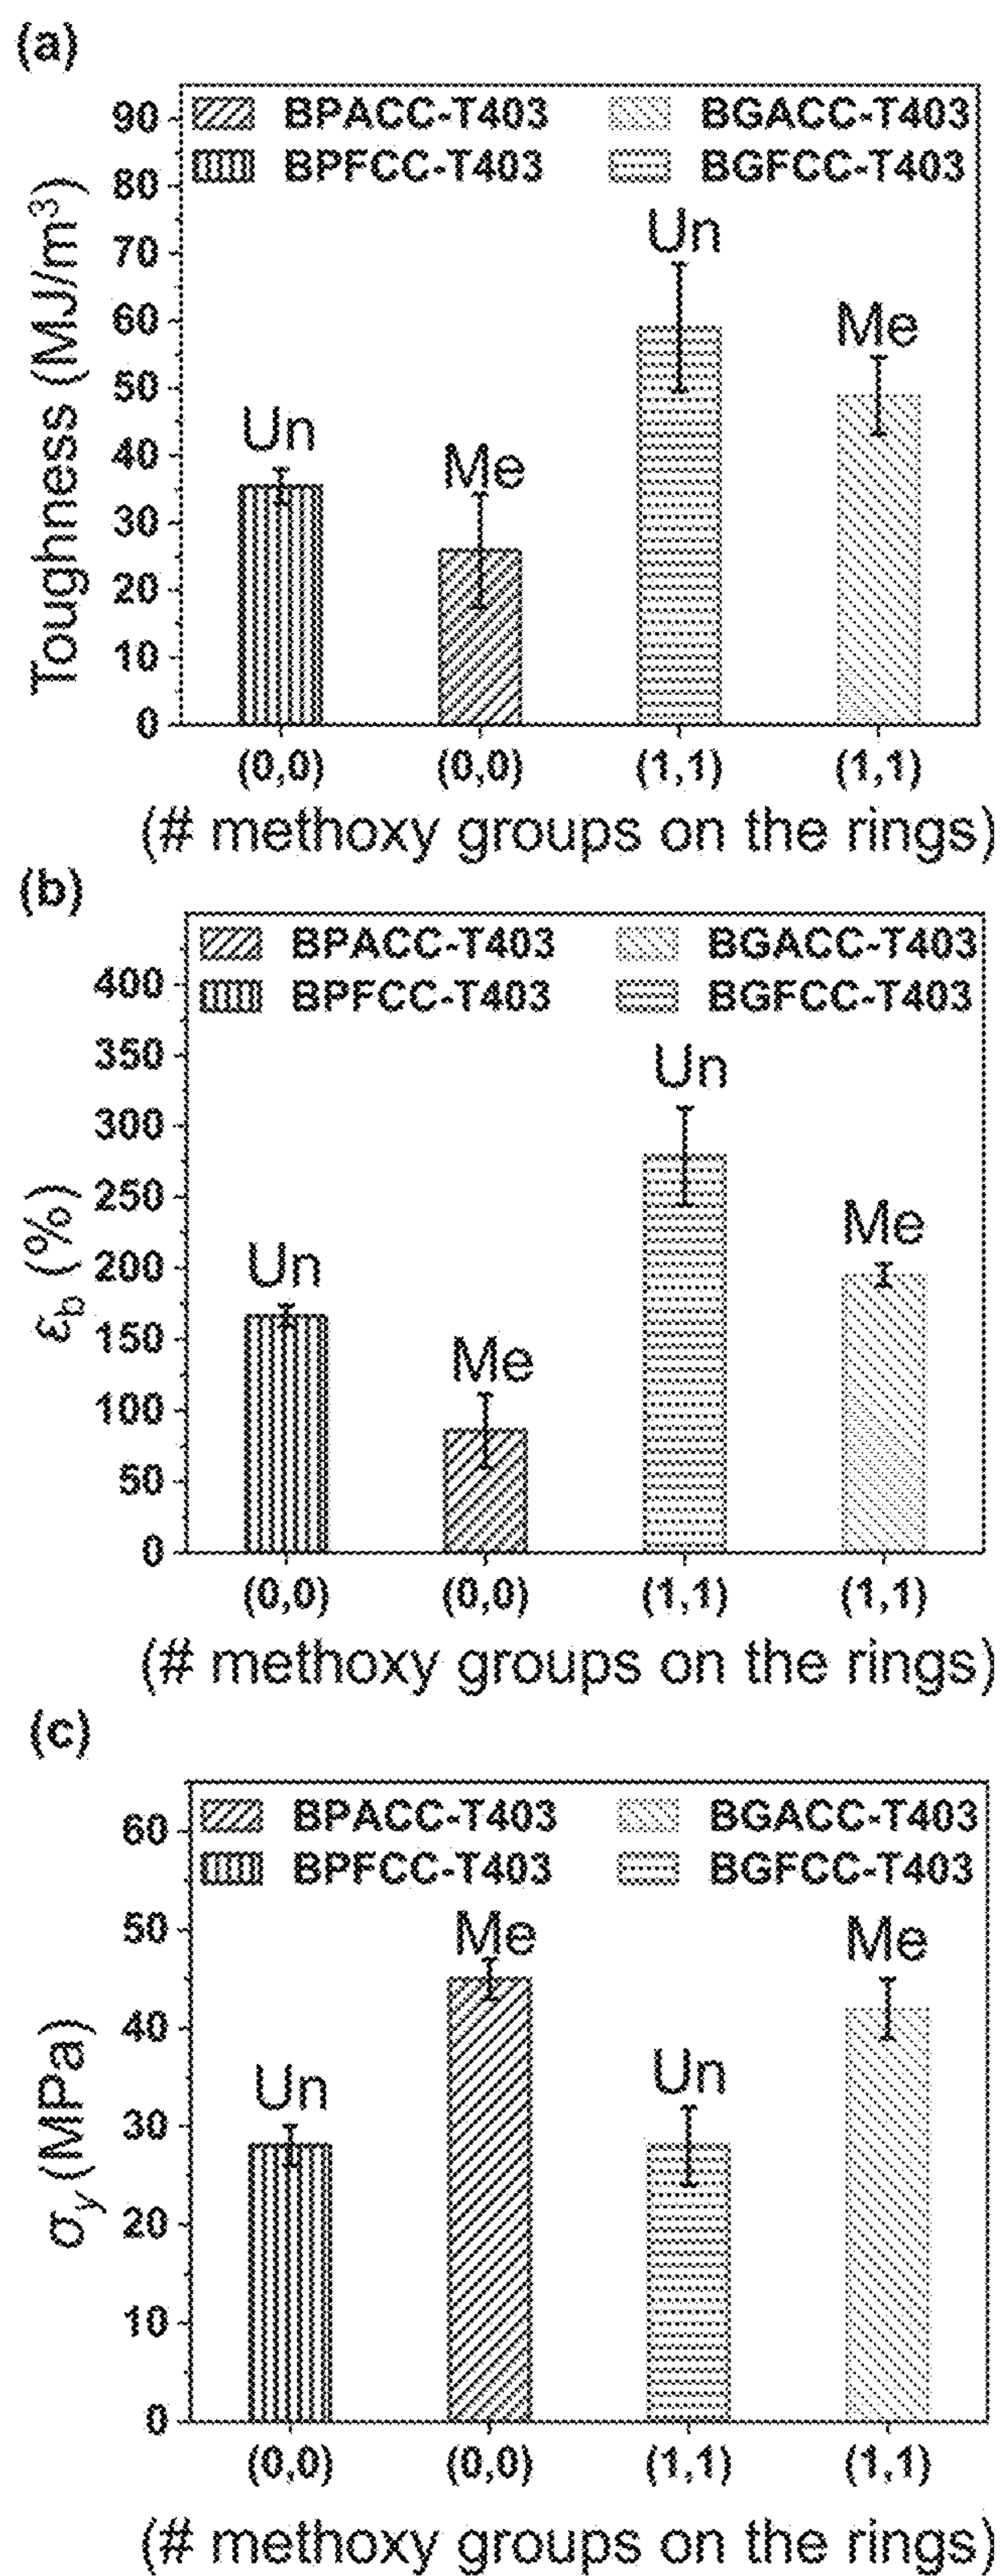 (a)
BPACC-T403 BGACC-T403
BPFCC-T403 BGFCC-T403
Toughness (MJ/m³)
90
80
70
60
50
40
30
20
10
0
Un
Me
Un
Me
(0,0) (0,0) (1,1) (1,1)
(# methoxy groups on the rings)
(b)
BPACC-T403 BGACC-T403
BPFCC-T403 BGFCC-T403
εb (%)
400
350
300
250
200
150
100
50
0
Un
Me
Un
Me
(0,0) (0,0) (1,1) (1,1)
(# methoxy groups on the rings)
(c)
BPACC-T403 BGACC-T403
BPFCC-T403 BGFCC-T403
σy (MPa)
60
50
40
30
20
10
0
Un
Me
Un
Me
(0,0) (0,0) (1,1) (1,1)
(# methoxy groups on the rings)